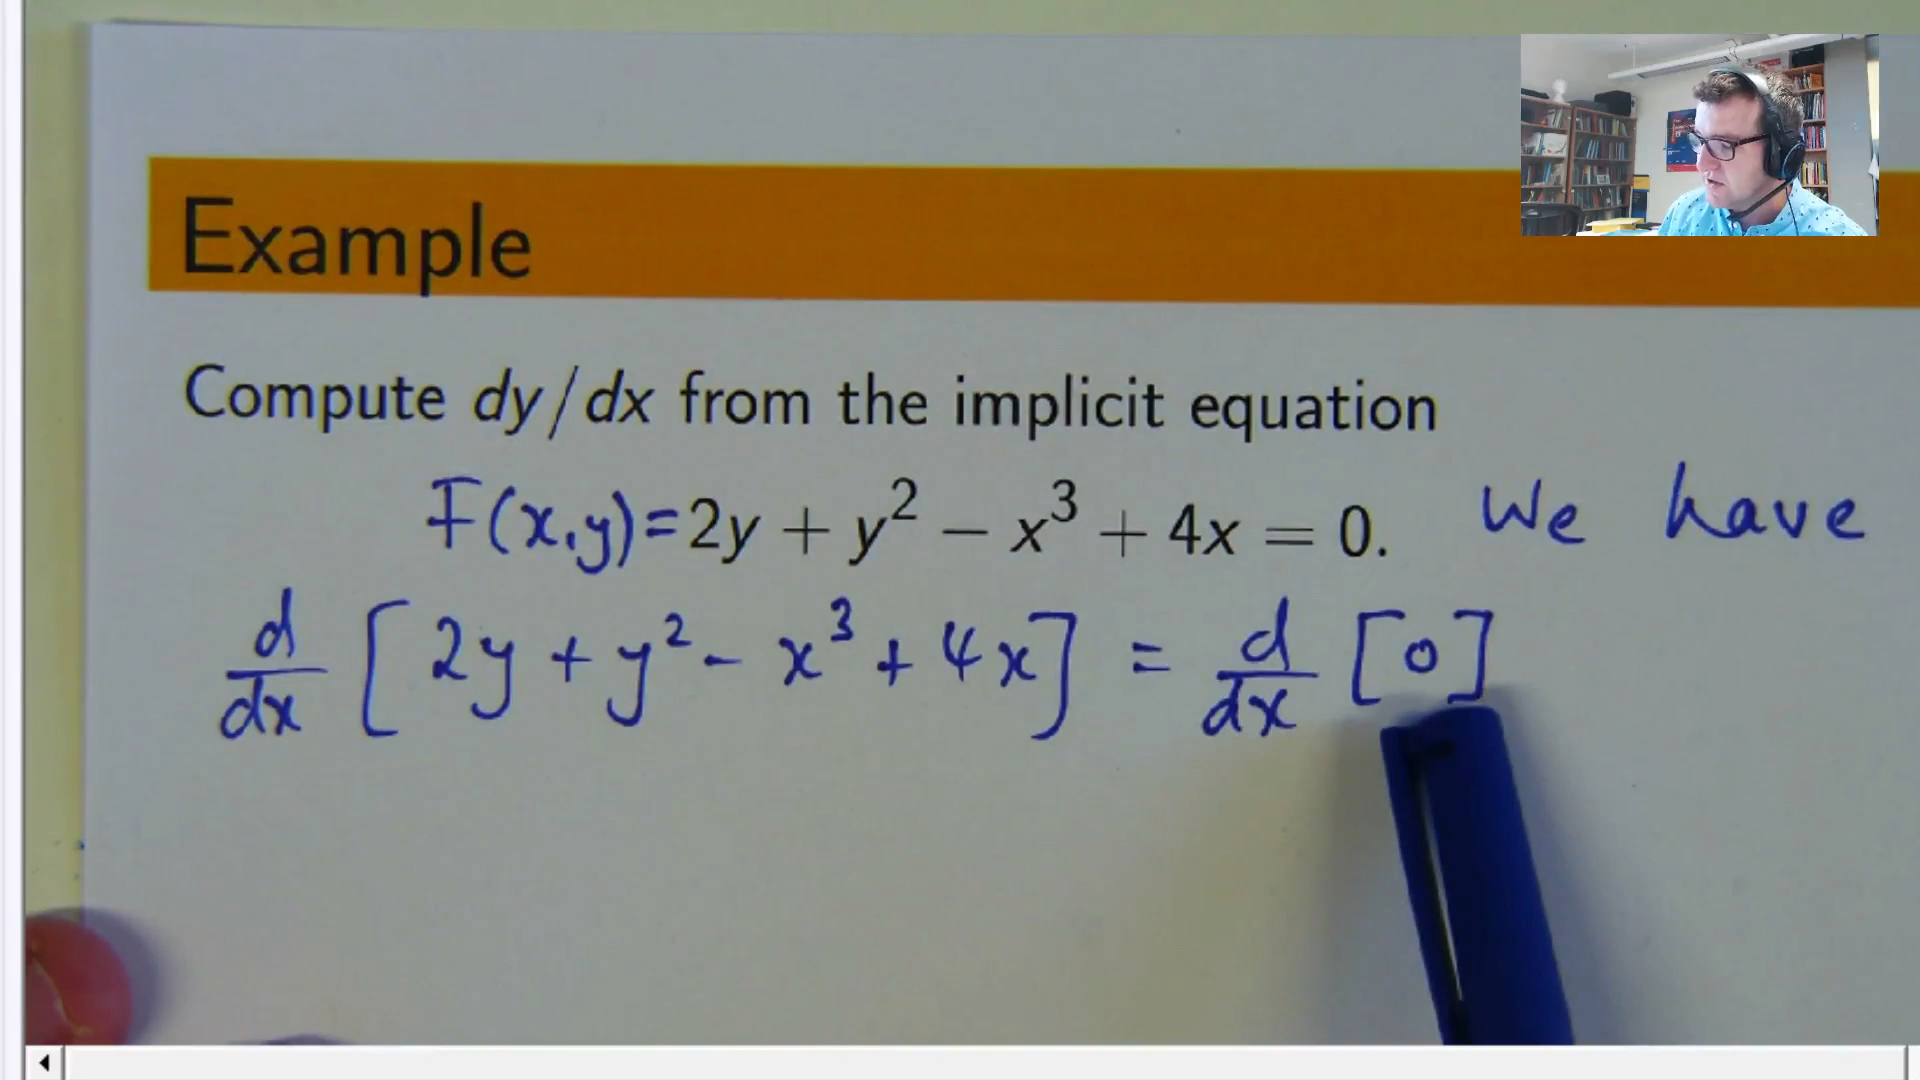 Example
Compute dy/dx from the implicit equation
F(x,y)=2y + y² − x³ + 4x = 0. We have
d/dx [2y + y² - x³ + 4x] = d/dx [0]